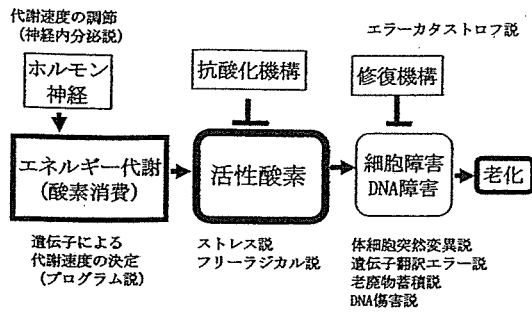 代謝速度の調節
(神経内分泌説)
エラーカタストロフ説
ホルモン
神経
抗酸化機構
修復機構
エネルギー代謝
(酸素消費)
活性酸素
細胞障害
DNA障害
老化
遺伝子による
代謝速度の決定
(プログラム説)
ストレス説
フリーラジカル説
体細胞突然変異説
遺伝子翻訳エラー説
老廃物蓄積説
DNA傷害説